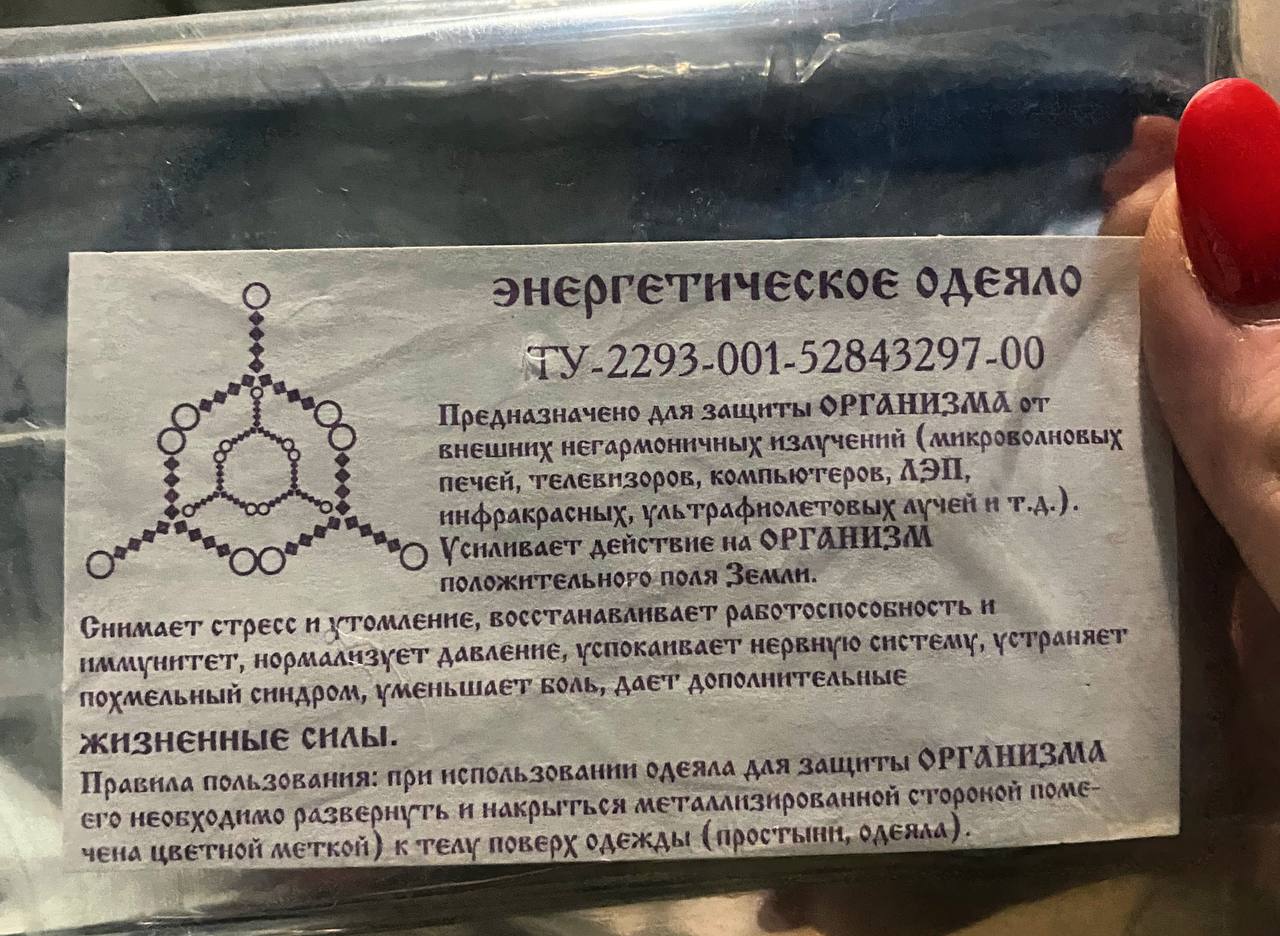 ЭНЕРГЕТИЧЕСКОЕ ОДЕЯЛО
ТУ-2293-001-52843297-00
Предназначено для защиты ОРГАНИЗМА от
внешних негармоничных излучений (микроволновых
печей, телевизоров, компьютеров, ЛЭП,
инфракрасных, ультрафиолетовых лучей и т.д.).
Усиливает действие на ОРГАНИЗМ
положительного поля Земли.
Снимает стресс и утомление, восстанавливает работоспособность и
иммунитет, нормализует давление, успокаивает нервную систему, устраняет
похмельный синдром, уменьшает боль, дает дополнительные
жизненные силы.
Правила пользования: при использовании одеяла для защиты ОРГАНИЗМА
его необходимо развернуть и накрыться металлизированной стороной поме-
чена цветной меткой) к телу поверх одежды (простыни, одеяла).